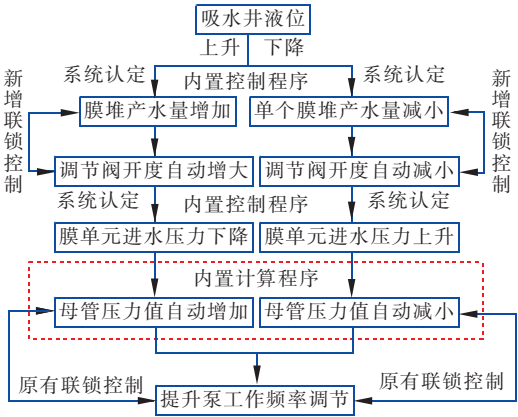 吸水井液位
上升 下降
系统认定 系统认定
内置控制程序
新增联锁控制
新增联锁控制
膜堆产水量增加 单个膜堆产水量减小
调节阀开度自动增大 调节阀开度自动减小
系统认定 系统认定
内置控制程序
膜单元进水压力下降 膜单元进水压力上升
内置计算程序
母管压力值自动增加 母管压力值自动减小
原有联锁控制 原有联锁控制
提升泵工作频率调节